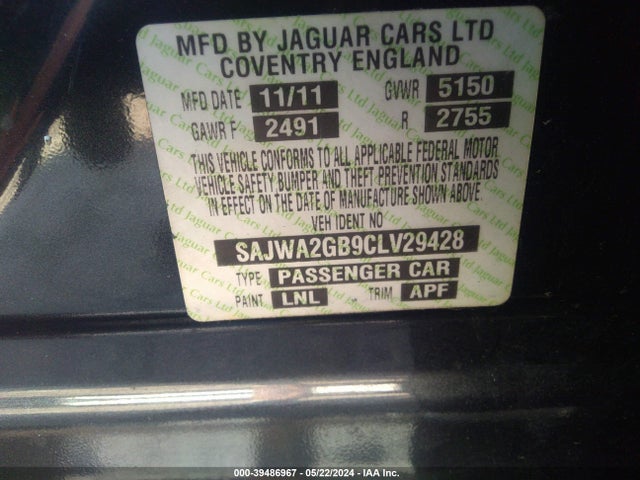 MFD BY JAGUAR CARS LTD
COVENTRY ENGLAND
MFD DATE 11/11 GVWR 5150
GAWR F 2491 R 2755
THIS VEHICLE CONFORMS TO ALL APPLICABLE FEDERAL MOTOR
VEHICLE SAFETY, BUMPER AND THEFT PREVENTION STANDARDS
IN EFFECT ON THE DATE OF MANUFACTURE SHOWN ABOVE.
VEH IDENT NO
SAJWA2GB9CLV29428
TYPE PASSENGER CAR
PAINT LNL TRIM APF
000-39486967 - 05/22/2024 - IAA Inc.